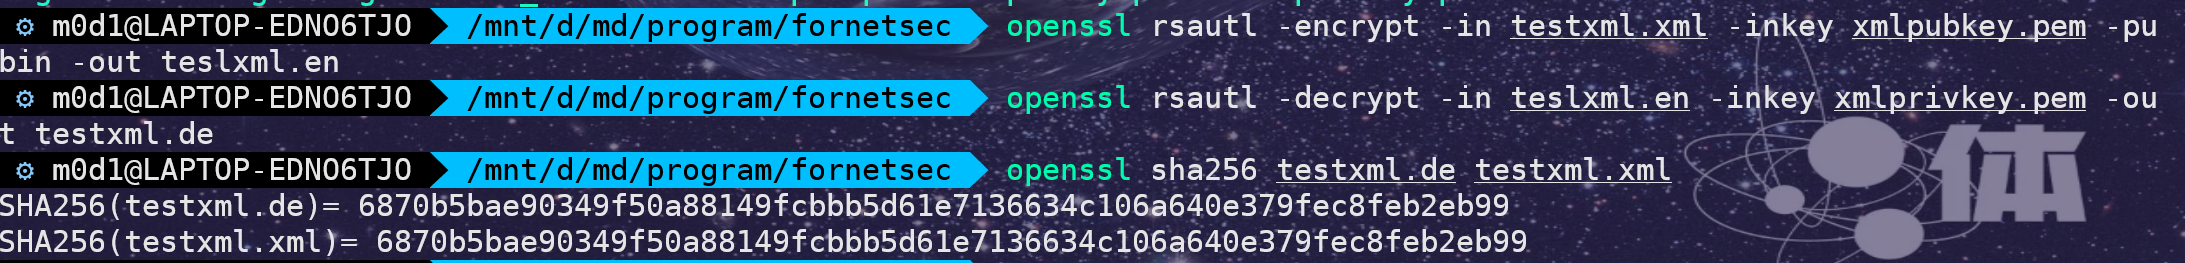 m0d1@LAPTOP-EDNO6TJO /mnt/d/md/program/fornetsec openssl rsautl -encrypt -in testxml.xml -inkey xmlpubkey.pem -pu
bin -out teslxml.en
m0d1@LAPTOP-EDNO6TJO /mnt/d/md/program/fornetsec openssl rsautl -decrypt -in teslxml.en -inkey xmlprivkey.pem -ou
t testxml.de
m0d1@LAPTOP-EDNO6TJO /mnt/d/md/program/fornetsec openssl sha256 testxml.de testxml.xml
SHA256(testxml.de)= 6870b5bae90349f50a88149fcbbb5d61e7136634c106a640e379fec8feb2eb99
SHA256(testxml.xml)= 6870b5bae90349f50a88149fcbbb5d61e7136634c106a640e379fec8feb2eb99
体